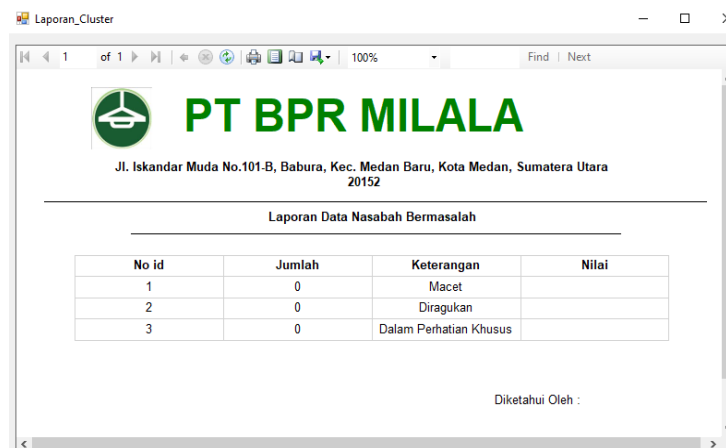 Laporan_Cluster
1 of 1 100% Find | Next
PT BPR MILALA
Jl. Iskandar Muda No.101-B, Babura, Kec. Medan Baru, Kota Medan, Sumatera Utara
20152
Laporan Data Nasabah Bermasalah
No id Jumlah Keterangan Nilai
1 0 Macet
2 0 Diragukan
3 0 Dalam Perhatian Khusus
Diketahui Oleh :